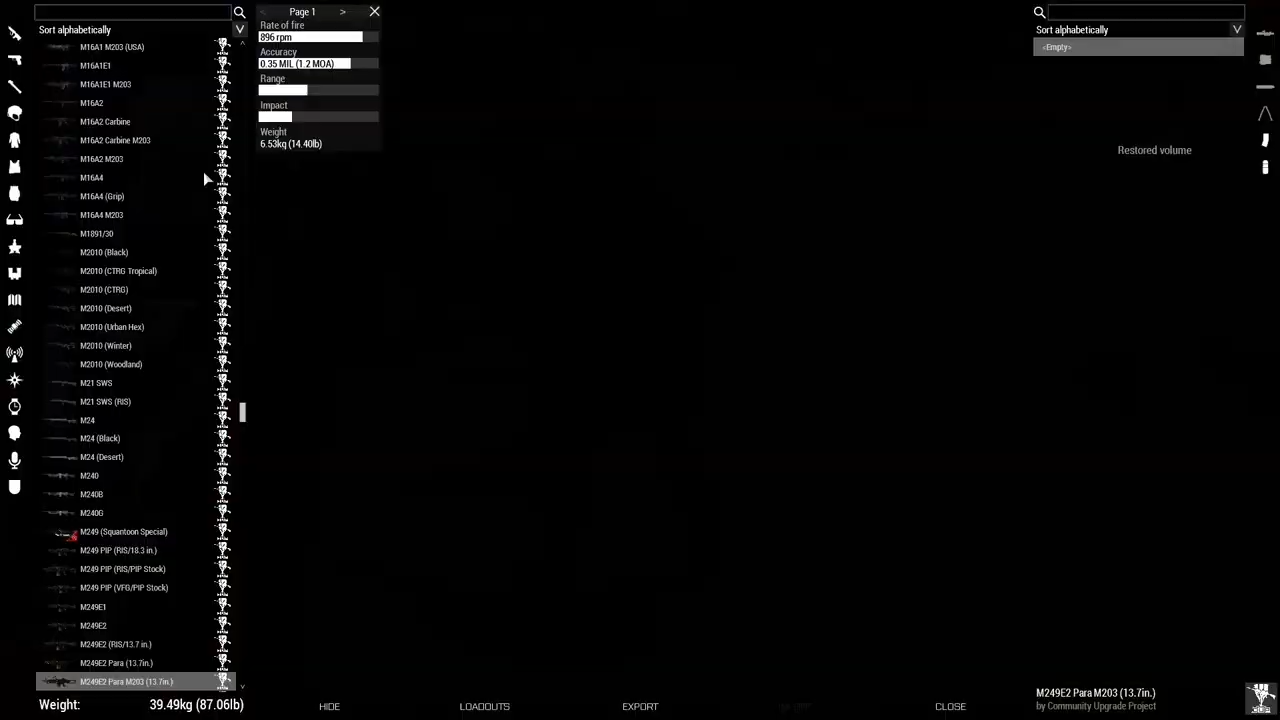 Sort alphabetically
M16A1 M203 (USA)
M16A1E1
M16A1E1 M203
M16A2
M16A2 Carbine
M16A2 Carbine M203
M16A2 M203
M16A4
M16A4 (Grip)
M16A4 M203
M1891/30
M2010 (Black)
M2010 (CTRG Tropical)
M2010 (CTRG)
M2010 (Desert)
M2010 (Urban Hex)
M2010 (Winter)
M2010 (Woodland)
M21 SWS
M21 SWS (RIS)
M24
M24 (Black)
M24 (Desert)
M240
M240B
M240G
M249 (Squantoon Special)
M249 PIP (RIS/18.3 in.)
M249 PIP (RIS/PIP Stock)
M249 PIP (VFG/PIP Stock)
M249E1
M249E2
M249E2 (RIS/13.7 in.)
M249E2 Para (13.7in.)
M249E2 Para M203 (13.7in.)
Weight: 39.49kg (87.06lb)
< Page 1 >
Rate of fire
896 rpm
Accuracy
0.35 MIL (1.2 MOA)
Range
Impact
Weight
6.53kg (14.40lb)
HIDE
LOADOUTS
EXPORT
CLOSE
Sort alphabetically
<Empty>
Restored volume
M249E2 Para M203 (13.7in.)
by Community Upgrade Project